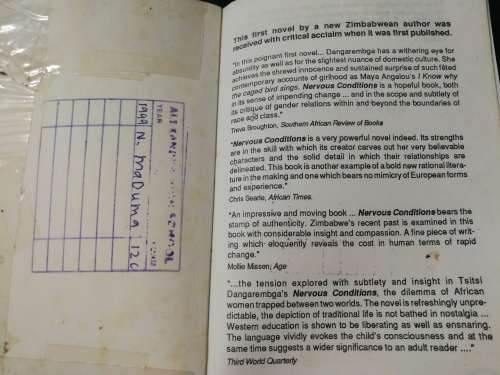 YEAR
1999 N. Maduma 12C
This first novel by a new Zimbabwean author was
received with critical acclaim when it was first published.
"In this poignant first novel... Dangarembga has a withering eye for
absurdity as well as for the slightest nuance of domestic culture. She
achieves the shrewd innocence and sustained surprise of such fêted
contemporary accounts of girlhood as Maya Angelou's I Know why
the caged bird sings. Nervous Conditions is a hopeful book, both
in its sense of impending change ... and in the scope and subtlety of
its critique of gender relations within and beyond the boundaries of
race and class."
Treva Broughton, Southern African Review of Books
"Nervous Conditions is a very powerful novel indeed. Its strengths
are in the skill with which its creator carves out her very believable
characters and the solid detail in which their relationships are
delineated. This book is another example of a bold new rational litera-
ture in the making and one which bears no mimicry of European forms
and experience."
Chris Searle, African Times.
"An impressive and moving book ... Nervous Conditions bears the
stamp of authenticity. Zimbabwe's recent past is examined in this
book with considerable insight and compassion. A fine piece of writ-
ing which eloquently reveals the cost in human terms of rapid
change."
Mollie Missen, Age
"...the tension explored with subtlety and insight in Tsitsi
Dangarembga's Nervous Conditions, the dilemma of African
women trapped between two worlds. The novel is refreshingly unpre-
dictable, the depiction of traditional life is not bathed in nostalgia ...
Western education is shown to be liberating as well as ensnaring.
The language vividly evokes the child's consciousness and at the
same time suggests a wider significance to an adult reader ...."
Third World Quarterly